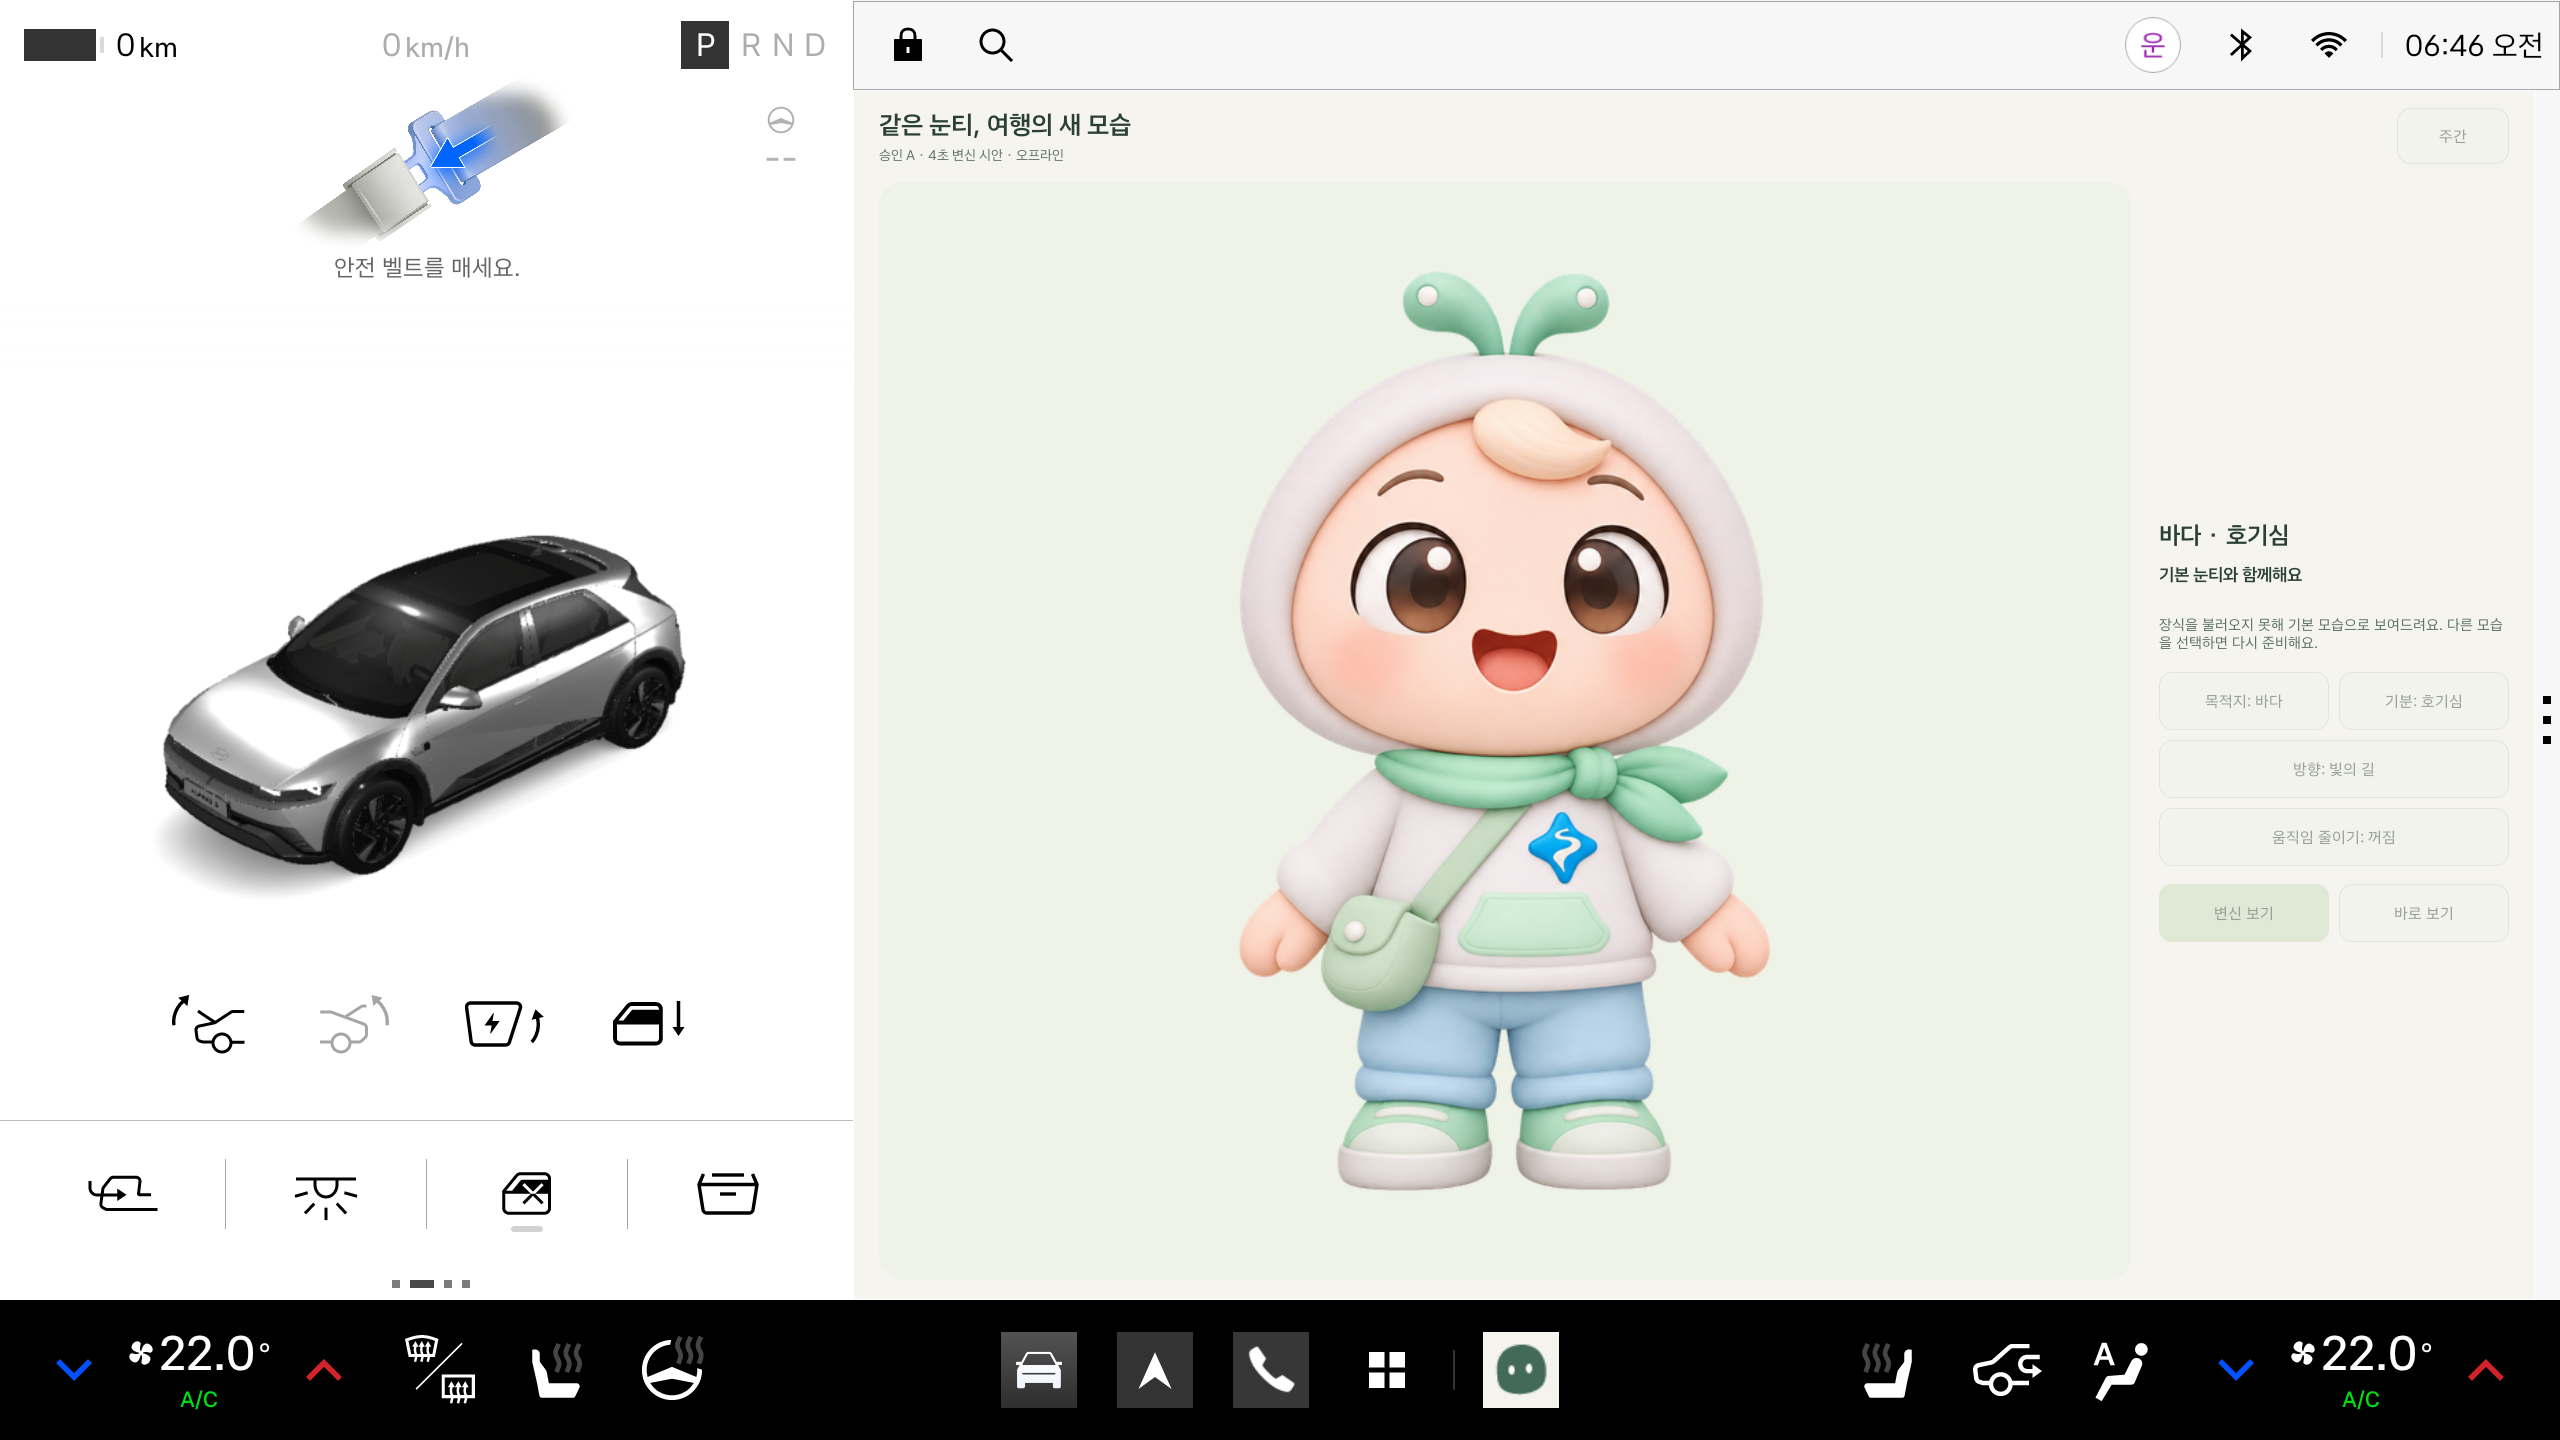 0 km
0 km/h
P R N D
안전 벨트를 매세요.
운
06:46 오전
같은 눈티, 여행의 새 모습
승인 A · 4초 변신 시안 · 오프라인
주간
바다 · 호기심
기본 눈티와 함께해요
장식을 불러오지 못해 기본 모습으로 보여드려요. 다른 모습
을 선택하면 다시 준비해요.
목적지: 바다
기분: 호기심
방향: 빛의 길
움직임 줄이기: 꺼짐
변신 보기
바로 보기
22.0°
A/C
A
22.0°
A/C